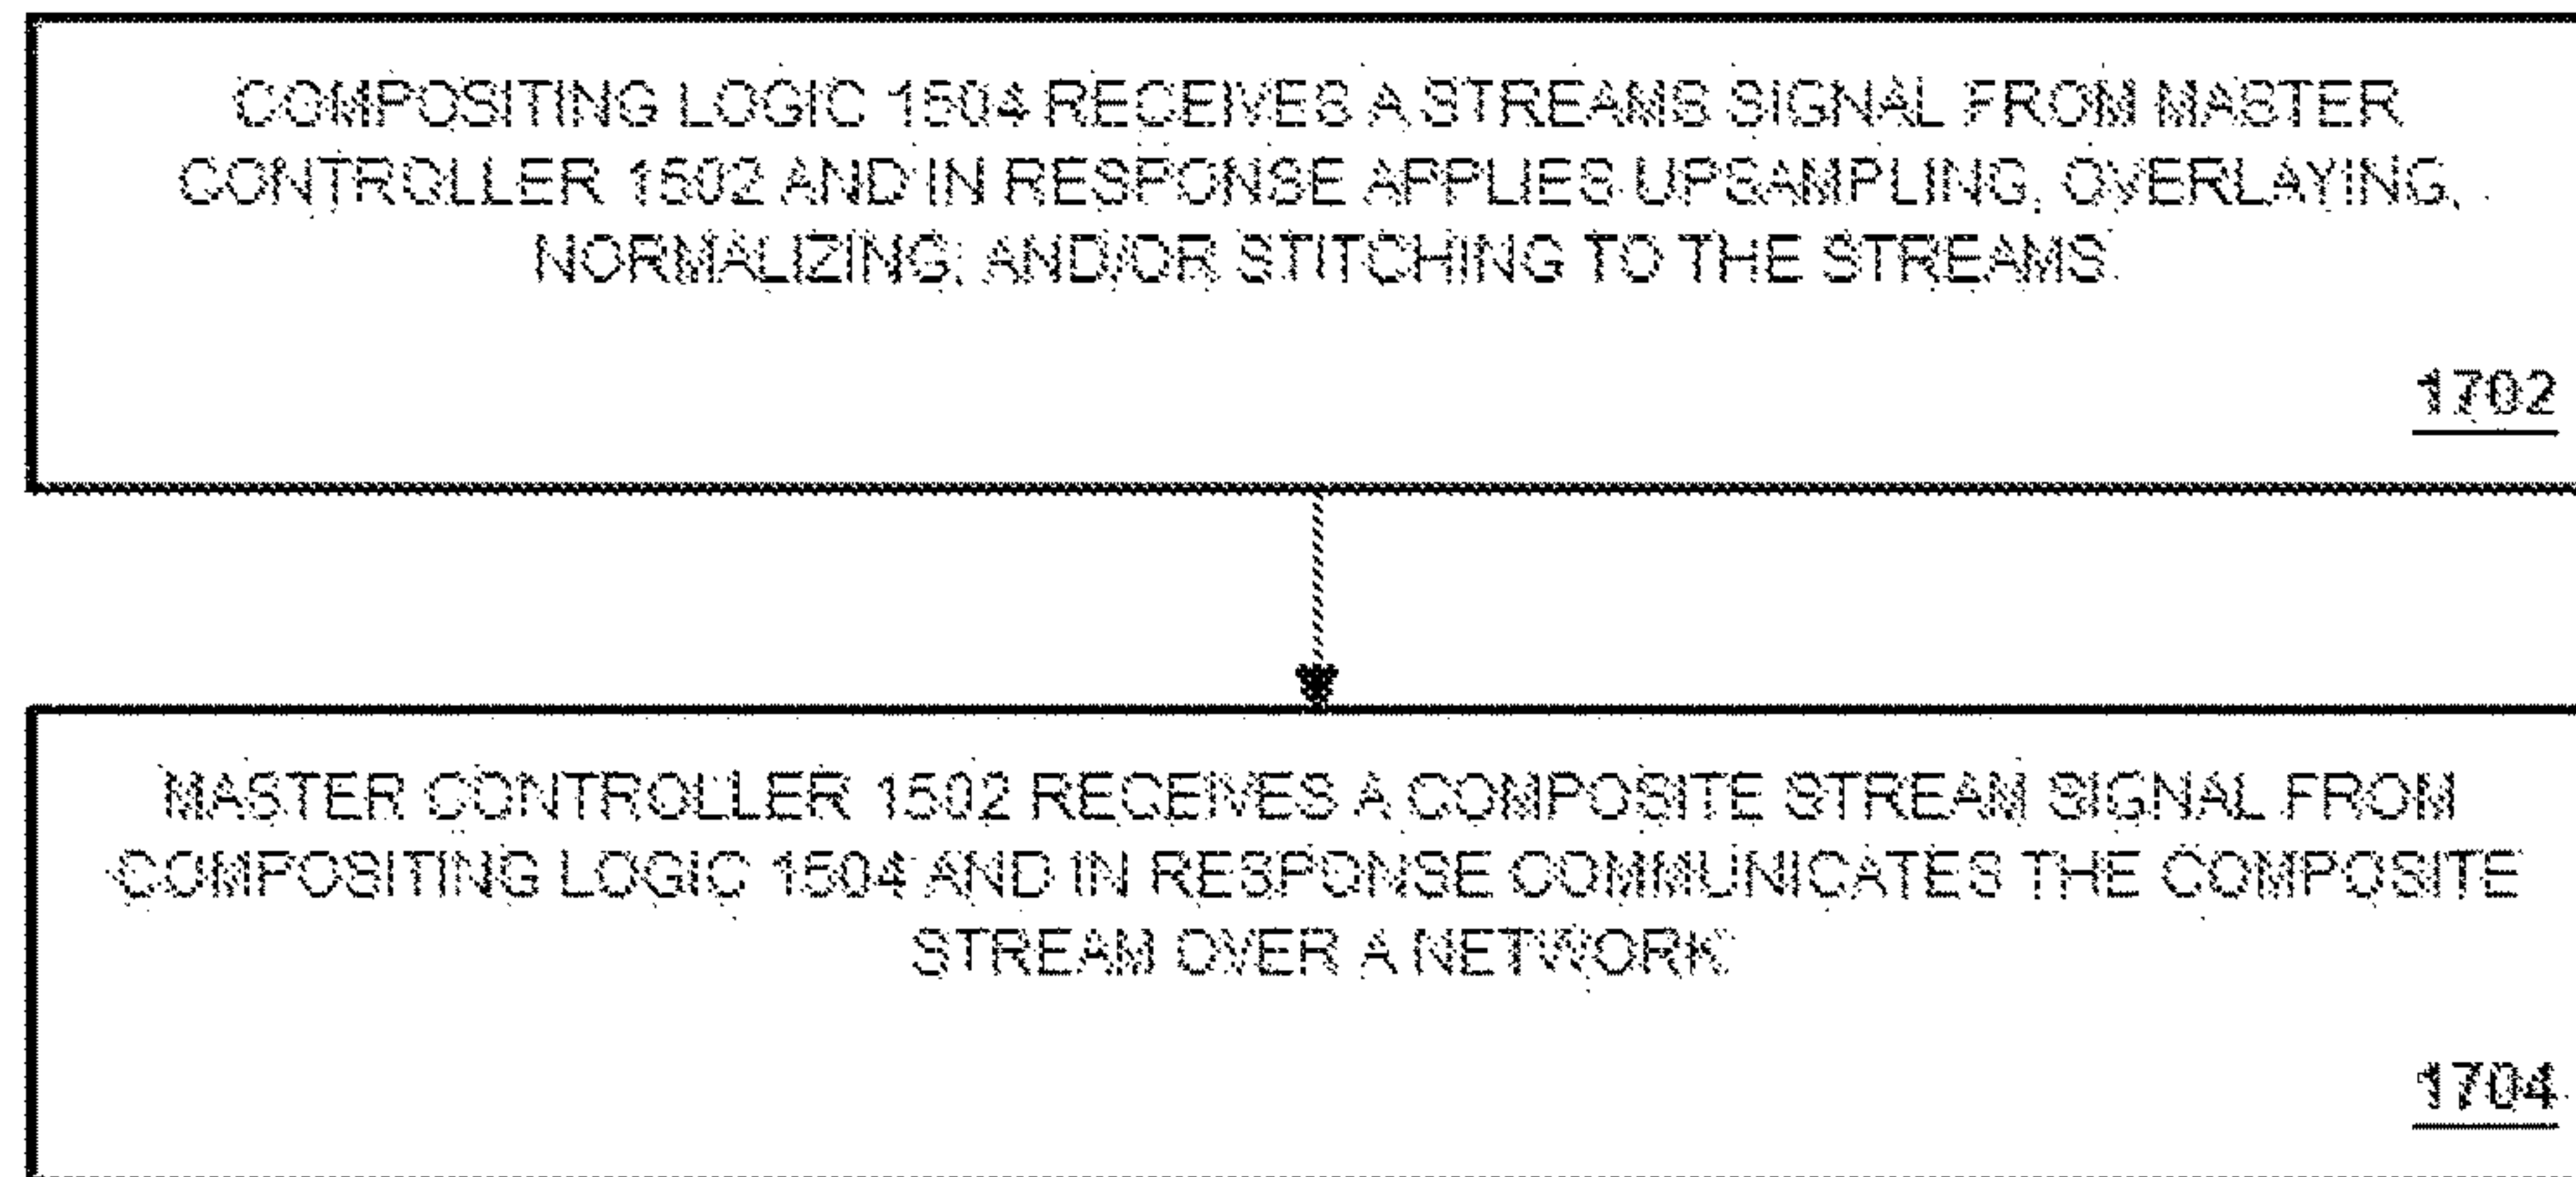 COMPOSITING LOGIC 1504 RECEIVES A STREAMS SIGNAL FROM MASTER
CONTROLLER 1502 AND IN RESPONSE APPLIES UPSAMPLING, OVERLAYING,
NORMALIZING, AND/OR STITCHING TO THE STREAMS
1702
MASTER CONTROLLER 1502 RECEIVES A COMPOSITE STREAM SIGNAL FROM
COMPOSITING LOGIC 1504 AND IN RESPONSE COMMUNICATES THE COMPOSITE
STREAM OVER A NETWORK
1704